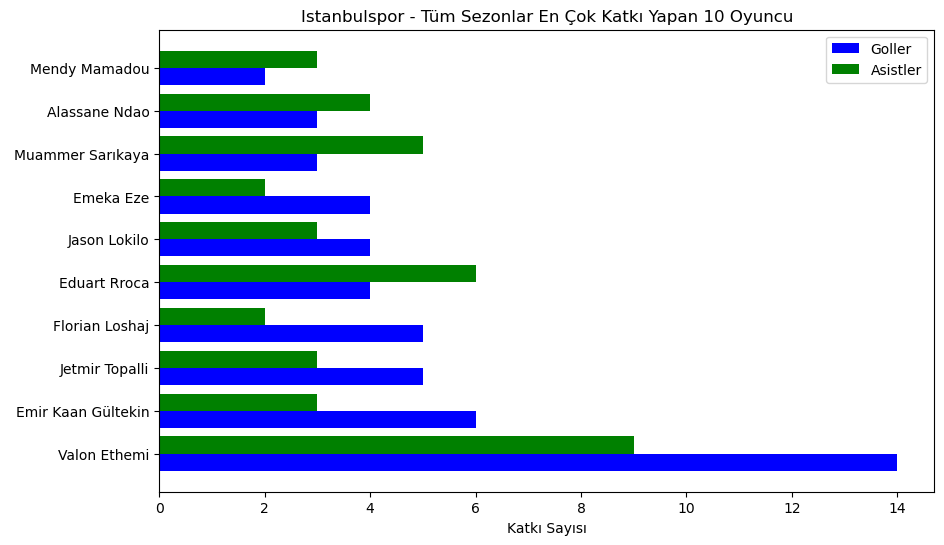 Istanbulspor - Tüm Sezonlar En Çok Katkı Yapan 10 Oyuncu
Goller
Asistler
Mendy Mamadou
Alassane Ndao
Muammer Sarıkaya
Emeka Eze
Jason Lokilo
Eduart Rroca
Florian Loshaj
Jetmir Topalli
Emir Kaan Gültekin
Valon Ethemi
0 2 4 6 8 10 12 14
Katkı Sayısı